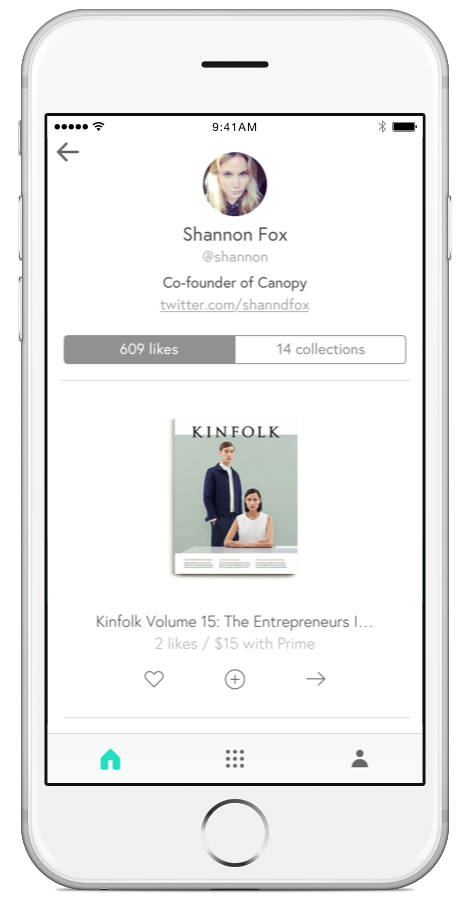 9:41AM
Shannon Fox
@shannon
Co-founder of Canopy
twitter.com/shanndfox
609 likes
14 collections
KINFOLK
Kinfolk Volume 15: The Entrepreneurs I...
2 likes / $15 with Prime